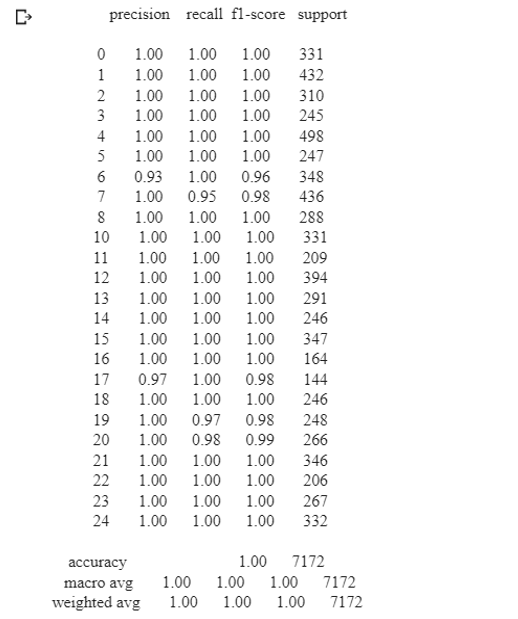 precision recall f1-score support
0 1.00 1.00 1.00 331
1 1.00 1.00 1.00 432
2 1.00 1.00 1.00 310
3 1.00 1.00 1.00 245
4 1.00 1.00 1.00 498
5 1.00 1.00 1.00 247
6 0.93 1.00 0.96 348
7 1.00 0.95 0.98 436
8 1.00 1.00 1.00 288
10 1.00 1.00 1.00 331
11 1.00 1.00 1.00 209
12 1.00 1.00 1.00 394
13 1.00 1.00 1.00 291
14 1.00 1.00 1.00 246
15 1.00 1.00 1.00 347
16 1.00 1.00 1.00 164
17 0.97 1.00 0.98 144
18 1.00 1.00 1.00 246
19 1.00 0.97 0.98 248
20 1.00 0.98 0.99 266
21 1.00 1.00 1.00 346
22 1.00 1.00 1.00 206
23 1.00 1.00 1.00 267
24 1.00 1.00 1.00 332
accuracy 1.00 7172
macro avg 1.00 1.00 1.00 7172
weighted avg 1.00 1.00 1.00 7172